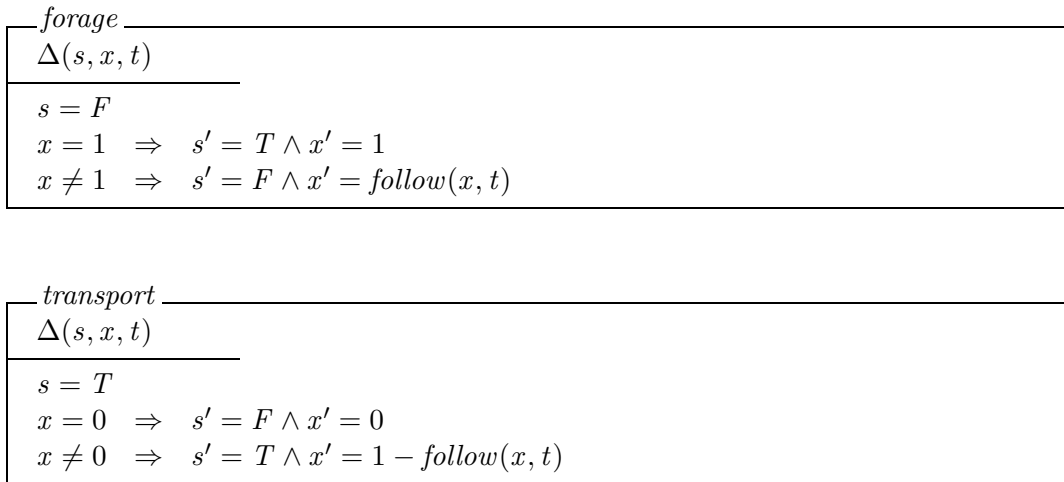 forage
Δ(s, x, t)
s = F
x = 1 ⇒ s′ = T ∧ x′ = 1
x ≠ 1 ⇒ s′ = F ∧ x′ = follow(x, t)
transport
Δ(s, x, t)
s = T
x = 0 ⇒ s′ = F ∧ x′ = 0
x ≠ 0 ⇒ s′ = T ∧ x′ = 1 − follow(x, t)